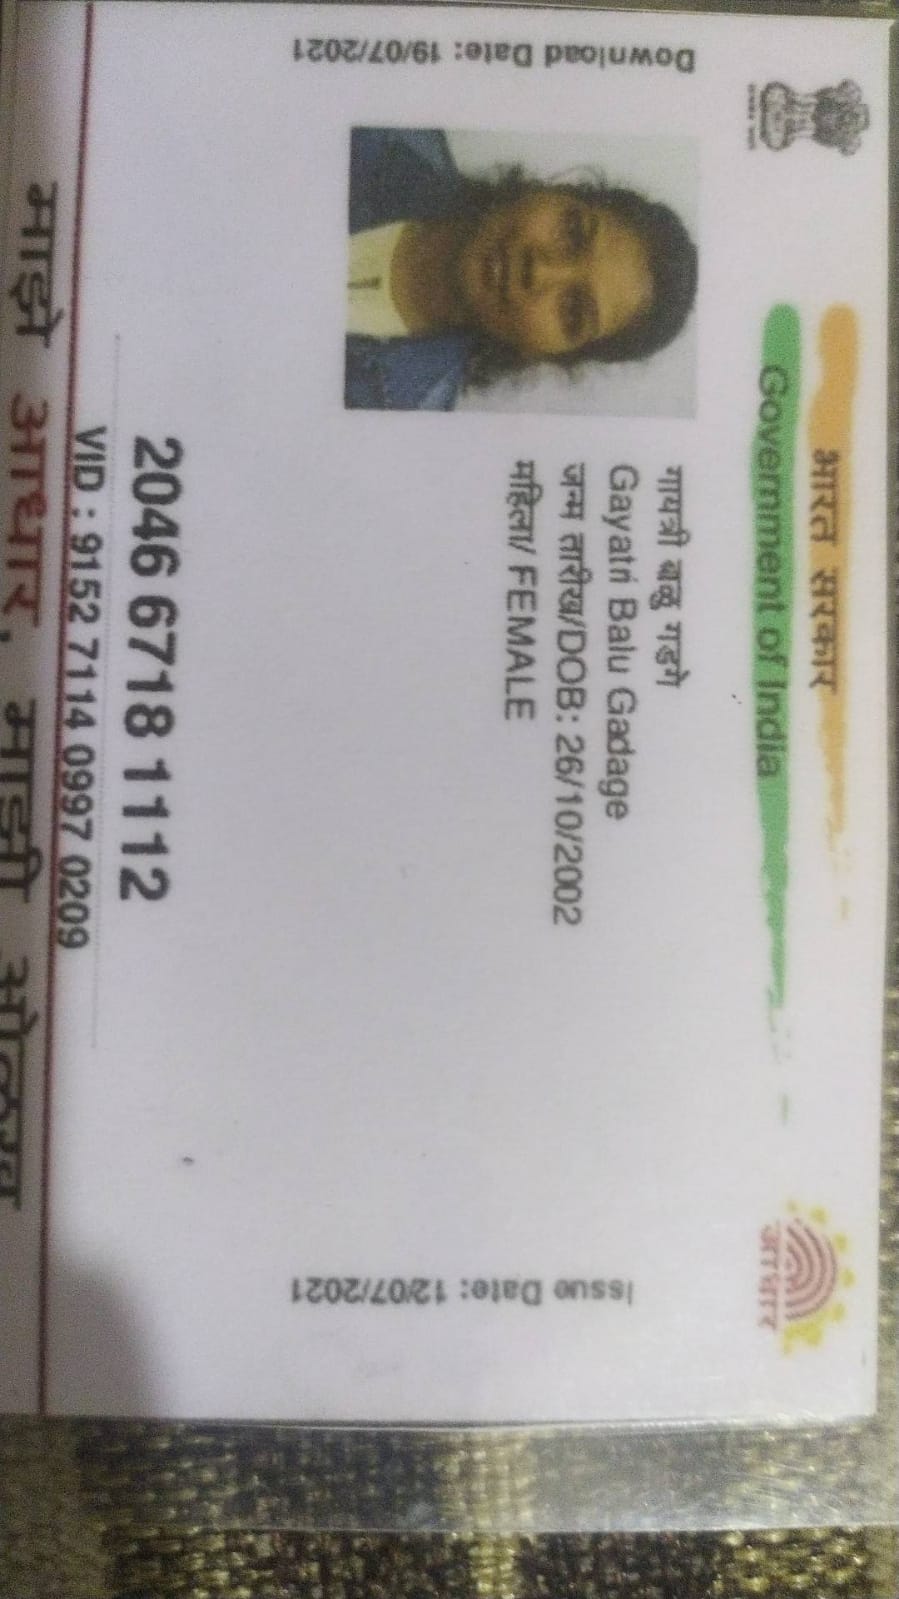 भारत सरकार
Government of India
आधार
Download Date: 19/07/2021
Issue Date: 12/07/2021
गायत्री गडगे
Gayatri Balu Gadage
जन्म तारीख/DOB: 26/10/2002
महिला/ FEMALE
2046 6718 1112
VID : 9152 7114 0997 0209
माझे आधार, माझी ओळख